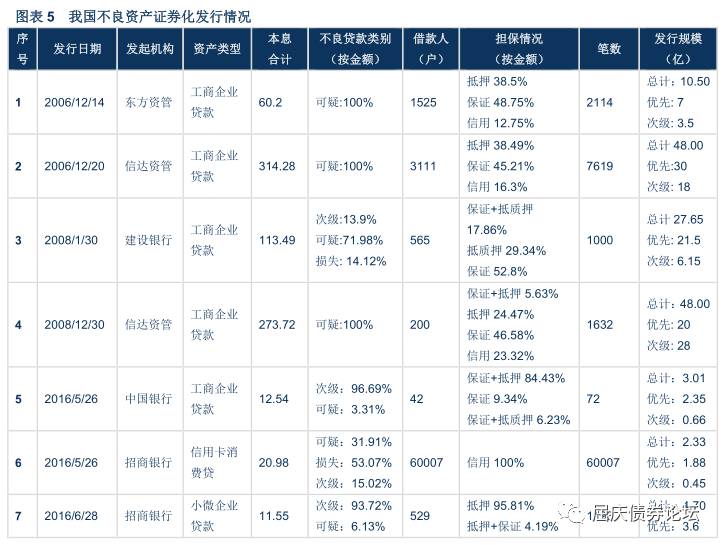 图表 5 我国不良资产证券化发行情况
序号 发行日期 发起机构 资产类型 本息合计 不良贷款类别（按金额） 借款人（户） 担保情况（按金额） 笔数 发行规模（亿）
1 2006/12/14 东方资管 工商企业贷款 60.2 可疑:100% 1525 抵押 38.5% 保证 48.75% 信用 12.75% 2114 总计：10.50 优先：7 次级：3.5
2 2006/12/20 信达资管 工商企业贷款 314.28 可疑:100% 3111 抵押 38.49% 保证 45.21% 信用 16.3% 7619 总计 48.00 优先:30 次级：18
3 2008/1/30 建设银行 工商企业贷款 113.49 次级:13.9% 可疑:71.98% 损失: 14.12% 565 保证+抵质押 17.86% 抵质押 29.34% 保证 52.8% 1000 总计 27.65 优先：21.5 次级：6.15
4 2008/12/30 信达资管 工商企业贷款 273.72 可疑:100% 200 保证+抵押 5.63% 抵押 24.47% 保证 46.58% 信用 23.32% 1632 总计：48.00 优先：20 次级：28
5 2016/5/26 中国银行 工商企业贷款 12.54 次级：96.69% 可疑：3.31% 42 保证+抵押 84.43% 保证 9.34% 保证+抵质押 6.23% 72 总计：3.01 优先：2.35 次级：0.66
6 2016/5/26 招商银行 信用卡消费贷 20.98 可疑：31.91% 损失：53.07% 次级：15.02% 60007 信用 100% 60007 总计：2.33 优先：1.88 次级：0.45
7 2016/6/28 招商银行 小微企业贷款 11.55 次级：93.72% 可疑：6.13% 529 抵押 95.81% 抵押+保证 4.19% 总计：4.70 优先：3.6
屈庆债券论坛